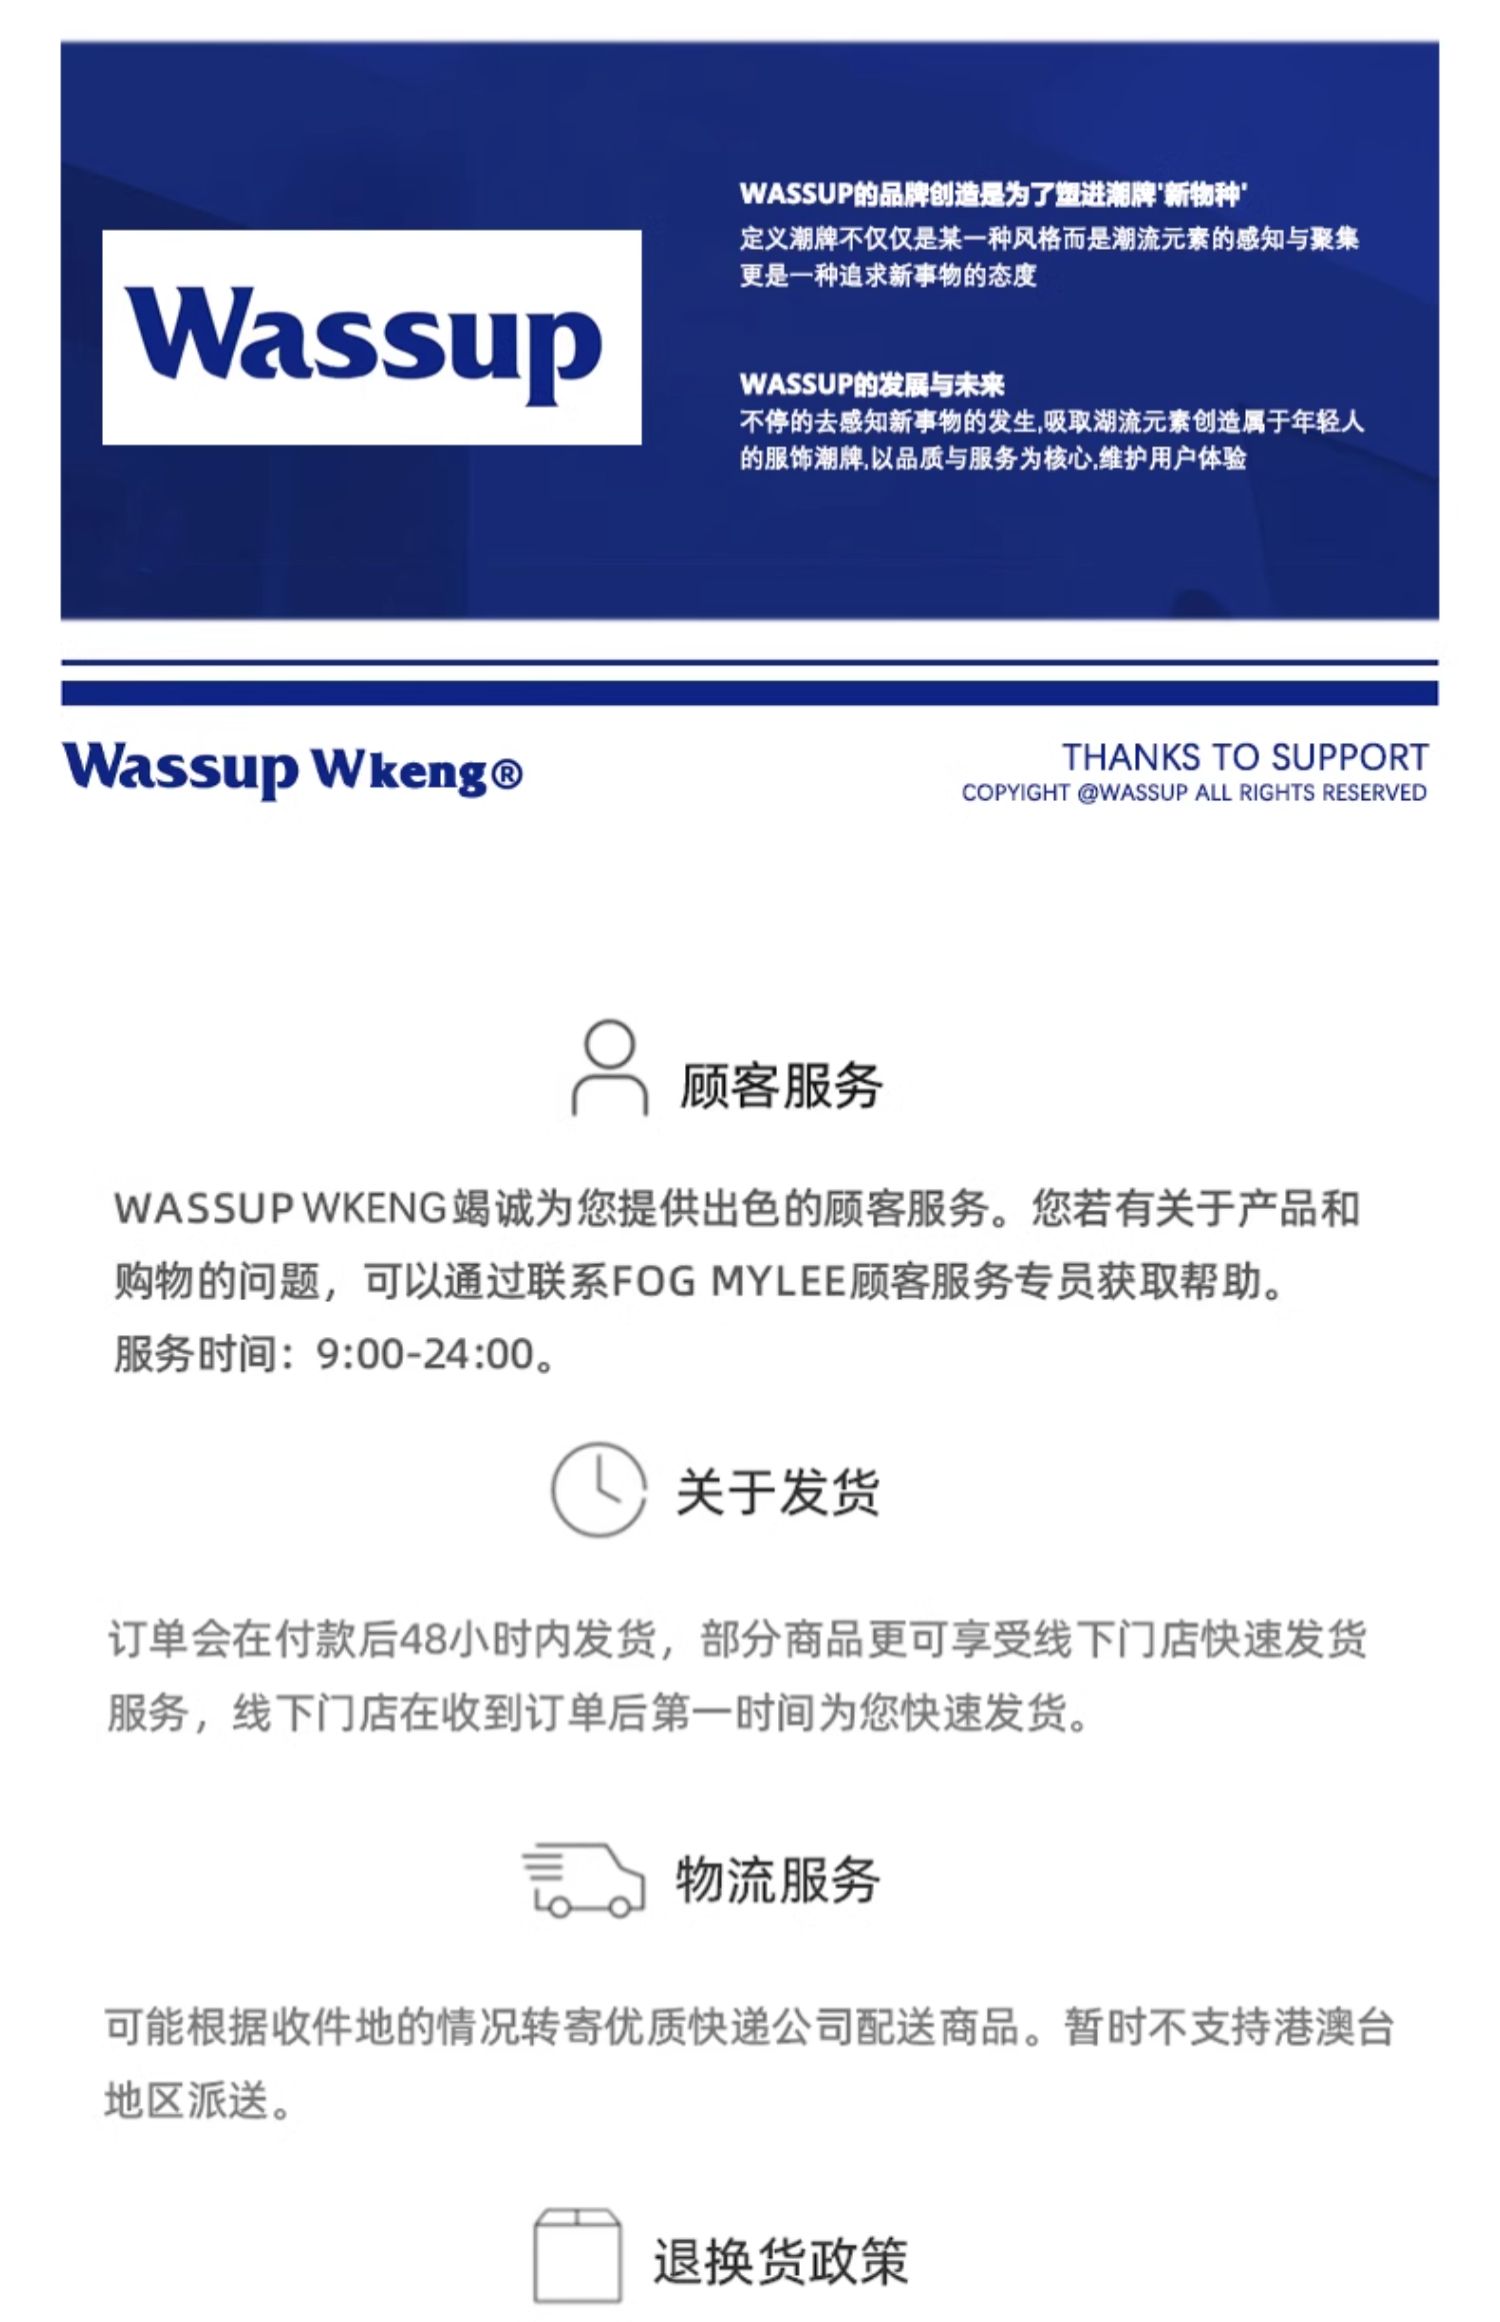 Wassup
WASSUP的品牌创造是为了塑进潮牌'新物种'
定义潮牌不仅仅是某一种风格而是潮流元素的感知与聚集
更是一种追求新事物的态度
WASSUP的发展与未来
不停的去感知新事物的发生,吸取湖流元素创造属于年轻人
的服饰潮牌,以品质与服务为核心,维护用户体验
Wassup Wkeng®
THANKS TO SUPPORT
COPYIGHT @WASSUP ALL RIGHTS RESERVED
顾客服务
WASSUP WKENG竭诚为您提供出色的顾客服务。您若有关于产品和
购物的问题，可以通过联系FOG MYLEE顾客服务专员获取帮助。
服务时间：9:00-24:00。
关于发货
订单会在付款后48小时内发货，部分商品更可享受线下门店快速发货
服务，线下门店在收到订单后第一时间为您快速发货。
物流服务
可能根据收件地的情况转寄优质快递公司配送商品。暂时不支持港澳台
地区派送。
退换货政策